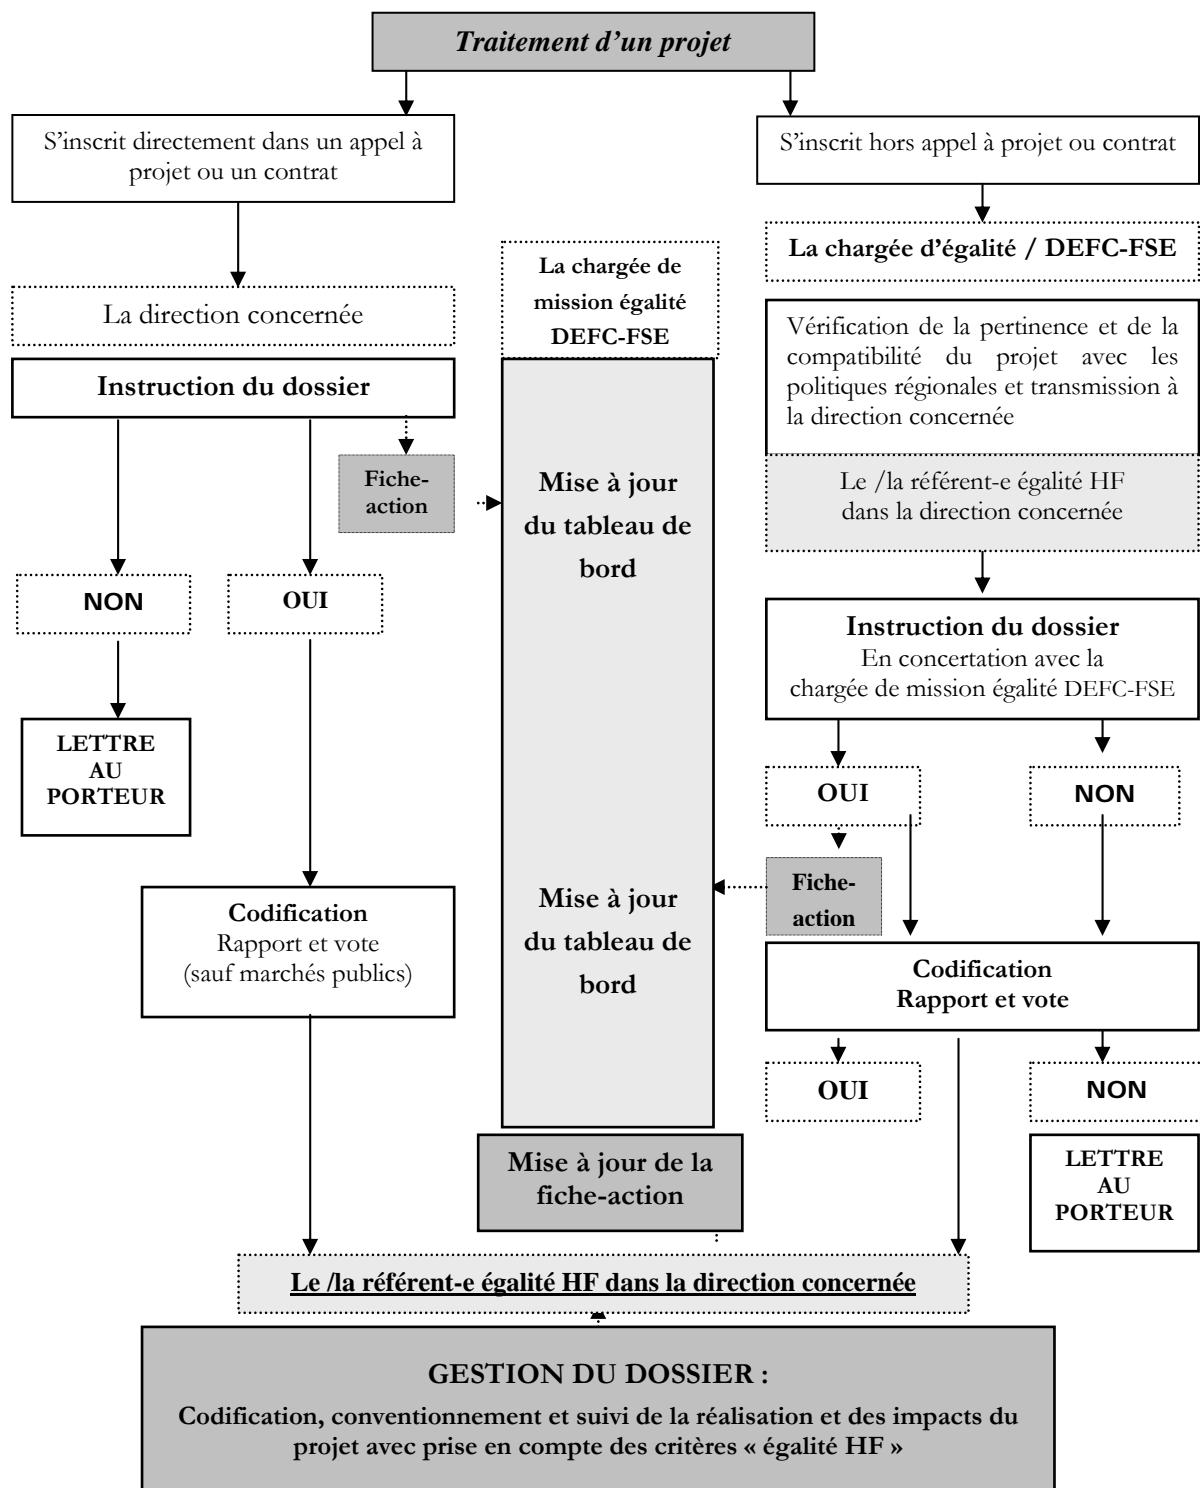 Traitement d'un projet
S'inscrit directement dans un appel à
projet ou un contrat
S'inscrit hors appel à projet ou contrat
La direction concernée
Instruction du dossier
Fiche-
action
NON
OUI
LETTRE
AU
PORTEUR
Codification
Rapport et vote
(sauf marchés publics)
La chargée de
mission égalité
DEFC-FSE
Mise à jour
du tableau de
bord
Mise à jour
du tableau de
bord
Mise à jour de la
fiche-action
La chargée d'égalité / DEFC-FSE
Vérification de la pertinence et de la
compatibilité du projet avec les
politiques régionales et transmission à
la direction concernée
Le /la référent-e égalité HF
dans la direction concernée
Instruction du dossier
En concertation avec la
chargée de mission égalité DEFC-FSE
OUI
NON
Fiche-
action
Codification
Rapport et vote
OUI
NON
LETTRE
AU
PORTEUR
Le /la référent-e égalité HF dans la direction concernée
GESTION DU DOSSIER :
Codification, conventionnement et suivi de la réalisation et des impacts du
projet avec prise en compte des critères « égalité HF »